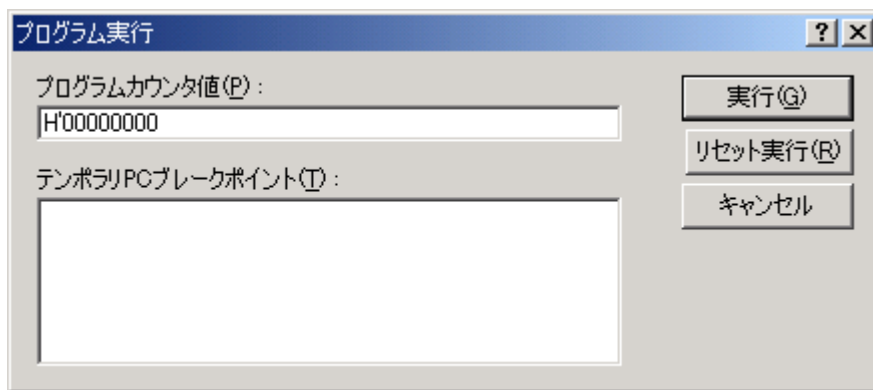 プログラム実行
プログラムカウンタ値(P):
H'00000000
テンポラリPCブレークポイント(T):
実行(G)
リセット実行(R)
キャンセル